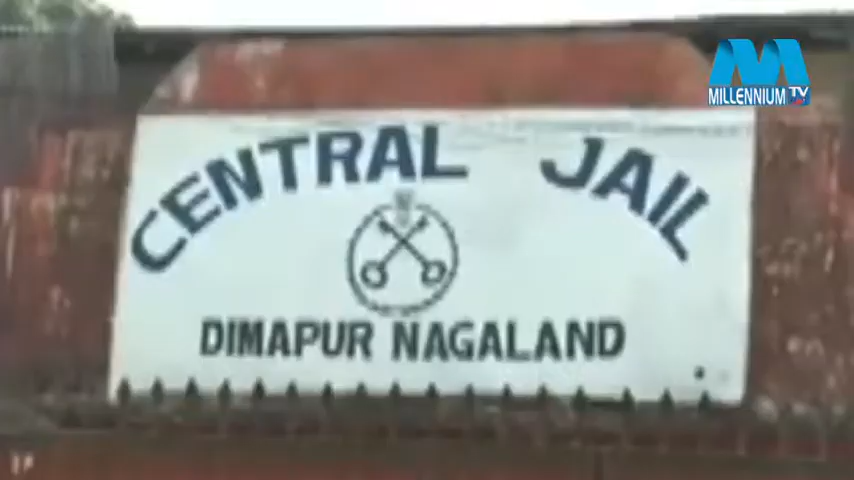 CENTRAL JAIL
DIMAPUR NAGALAND
M
MILLENNIUM TV